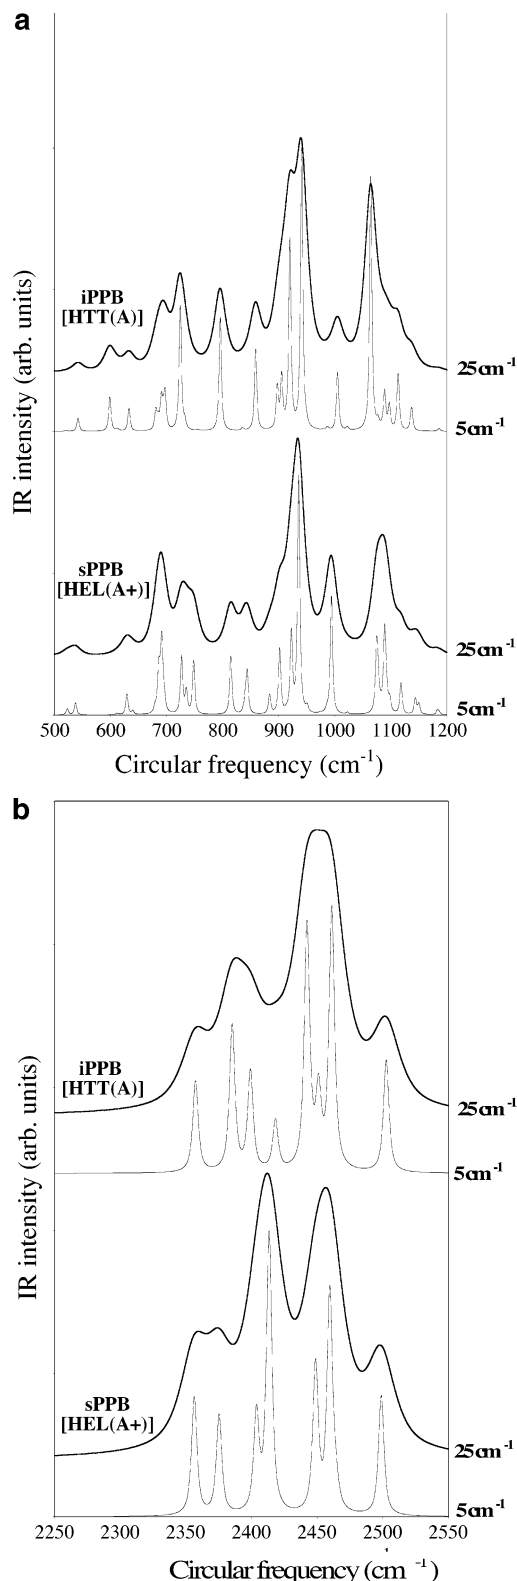 a
IR intensity (arb. units)
iPPB
[HTT(A)]
25cm⁻¹
5cm⁻¹
sPPB
[HEL(A+)]
25cm⁻¹
5cm⁻¹
500 600 700 800 900 1000 1100 1200
Circular frequency (cm⁻¹)
b
IR intensity (arb. units)
iPPB
[HTT(A)]
25cm⁻¹
5cm⁻¹
sPPB
[HEL(A+)]
25cm⁻¹
5cm⁻¹
2250 2300 2350 2400 2450 2500 2550
Circular frequency (cm ⁻¹)